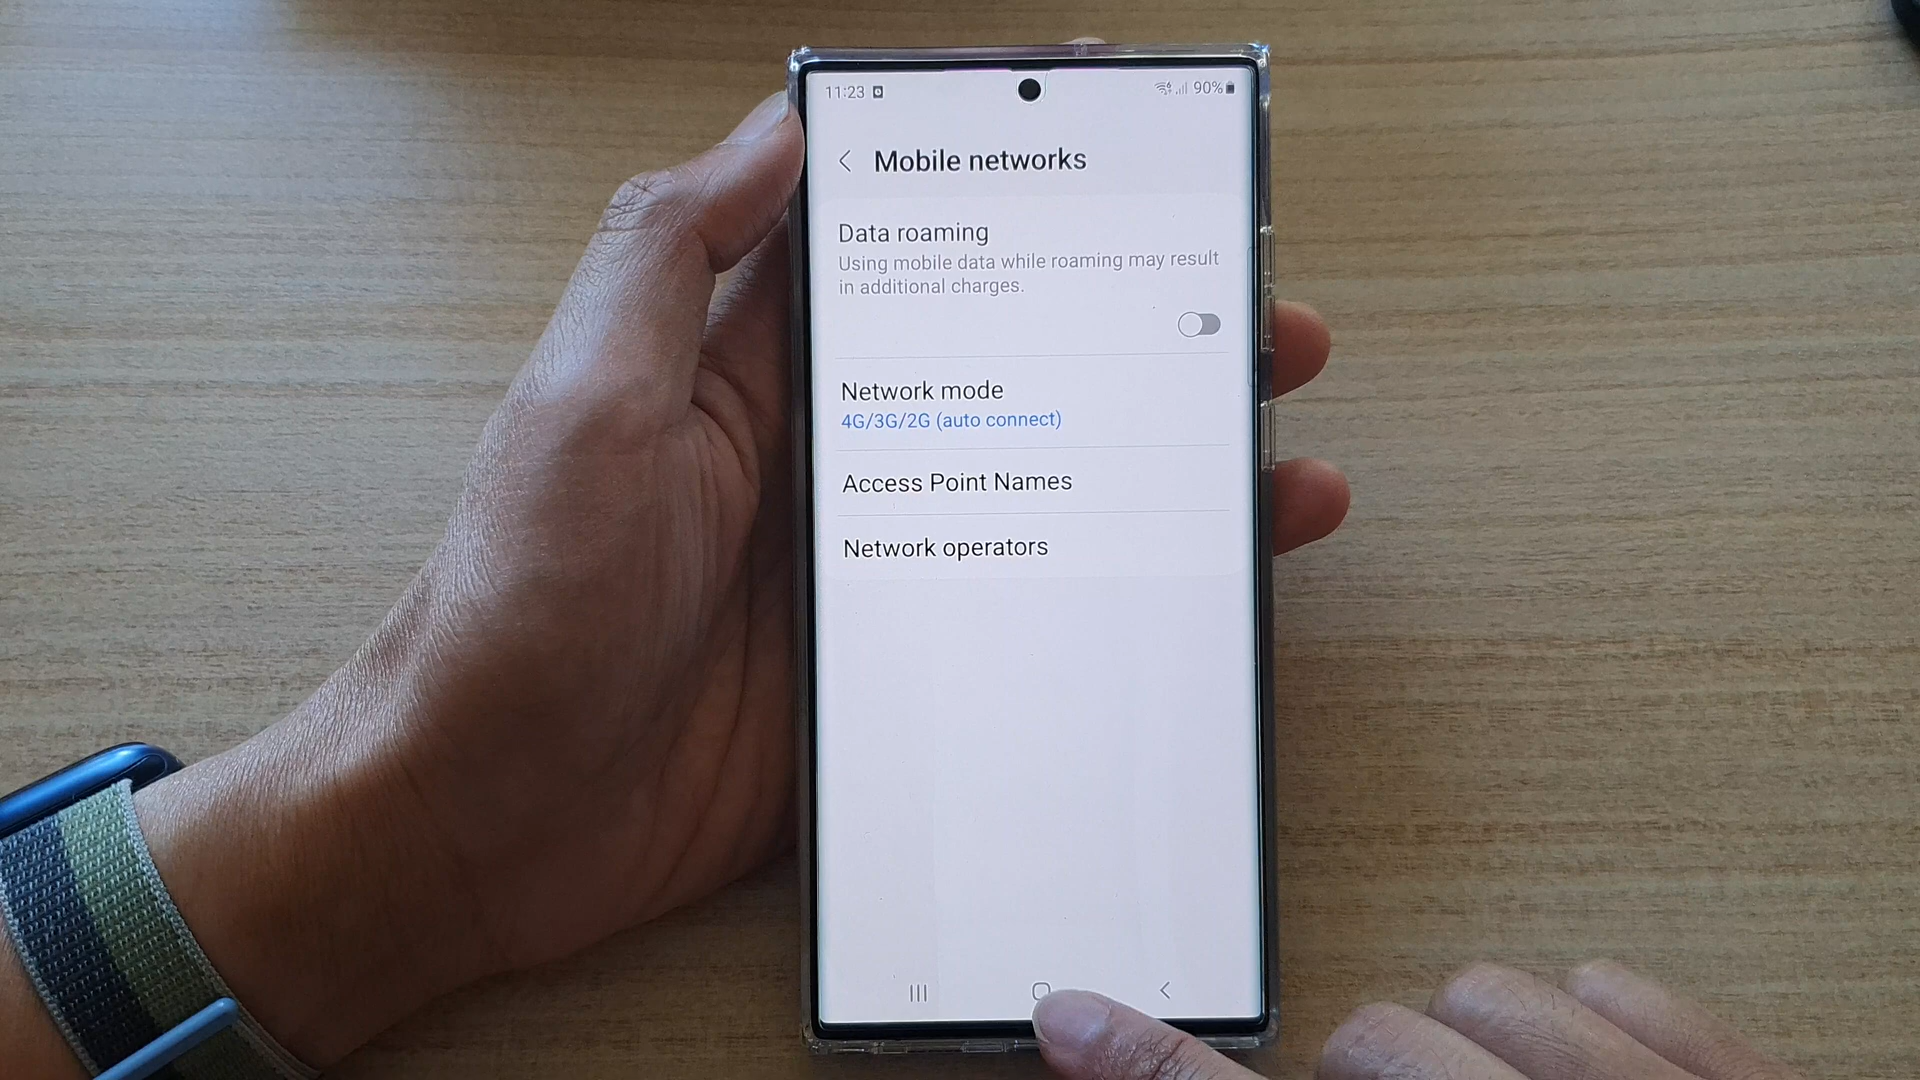 11:23 90%
Mobile networks
Data roaming
Using mobile data while roaming may result
in additional charges.
Network mode
4G/3G/2G (auto connect)
Access Point Names
Network operators